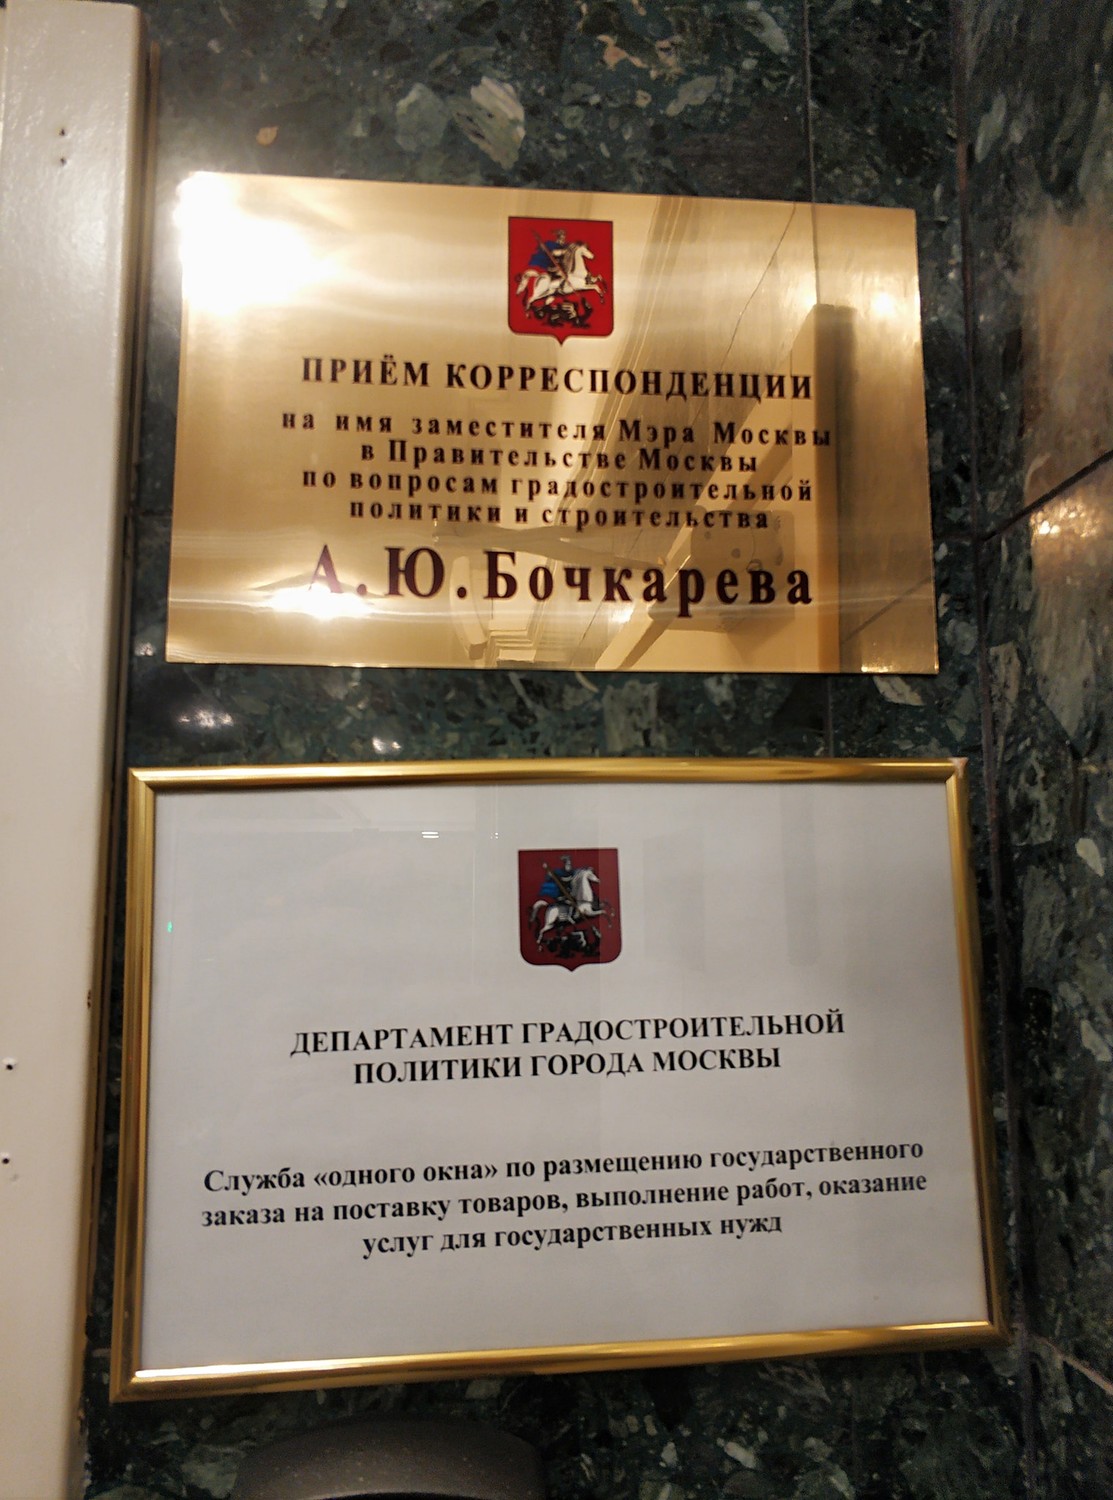 ПРИЁМ КОРРЕСПОНДЕНЦИИ
на имя заместителя Мэра Москвы
в Правительстве Москвы
по вопросам градостроительной
политики и строительства
А. Ю. Бочкарева
ДЕПАРТАМЕНТ ГРАДОСТРОИТЕЛЬНОЙ
ПОЛИТИКИ ГОРОДА МОСКВЫ
Служба «одного окна» по размещению государственного
заказа на поставку товаров, выполнение работ, оказание
услуг для государственных нужд